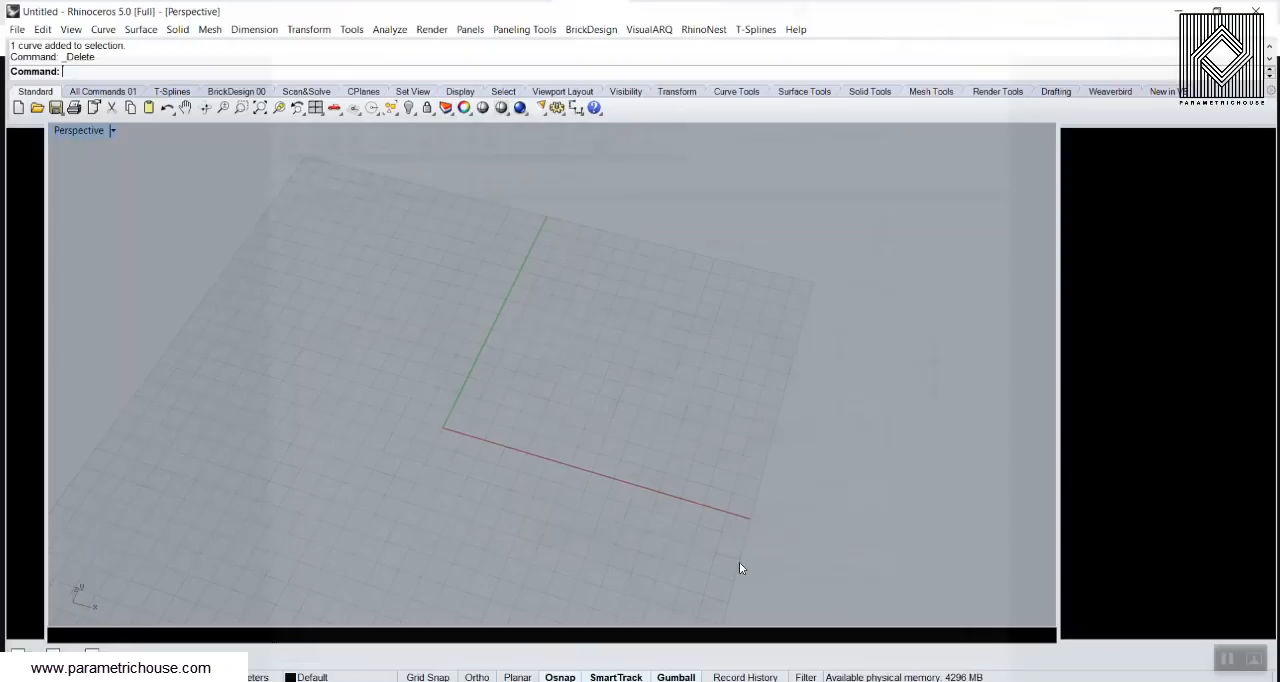 Untitled - Rhinoceros 5.0 [Full] - [Perspective]
File Edit View Curve Surface Solid Mesh Dimension Transform Tools Analyze Render Panels Paneling Tools BrickDesign VisualARQ RhinoNest T-Splines Help
1 curve added to selection.
Command: _Delete
Command:
Standard All Commands 01 T-Splines BrickDesign 00 Scan&Solve CPlanes Set View Display Select Viewport Layout Visibility Transform Curve Tools Surface Tools Solid Tools Mesh Tools Render Tools Drafting Weaverbird New in
PARAMETRICHOUSE
Perspective
y
x
www.parametrichouse.com
eters Default Grid Snap Ortho Planar Osnap SmartTrack Gumball Record History Filter Available physical memory: 4296 MB